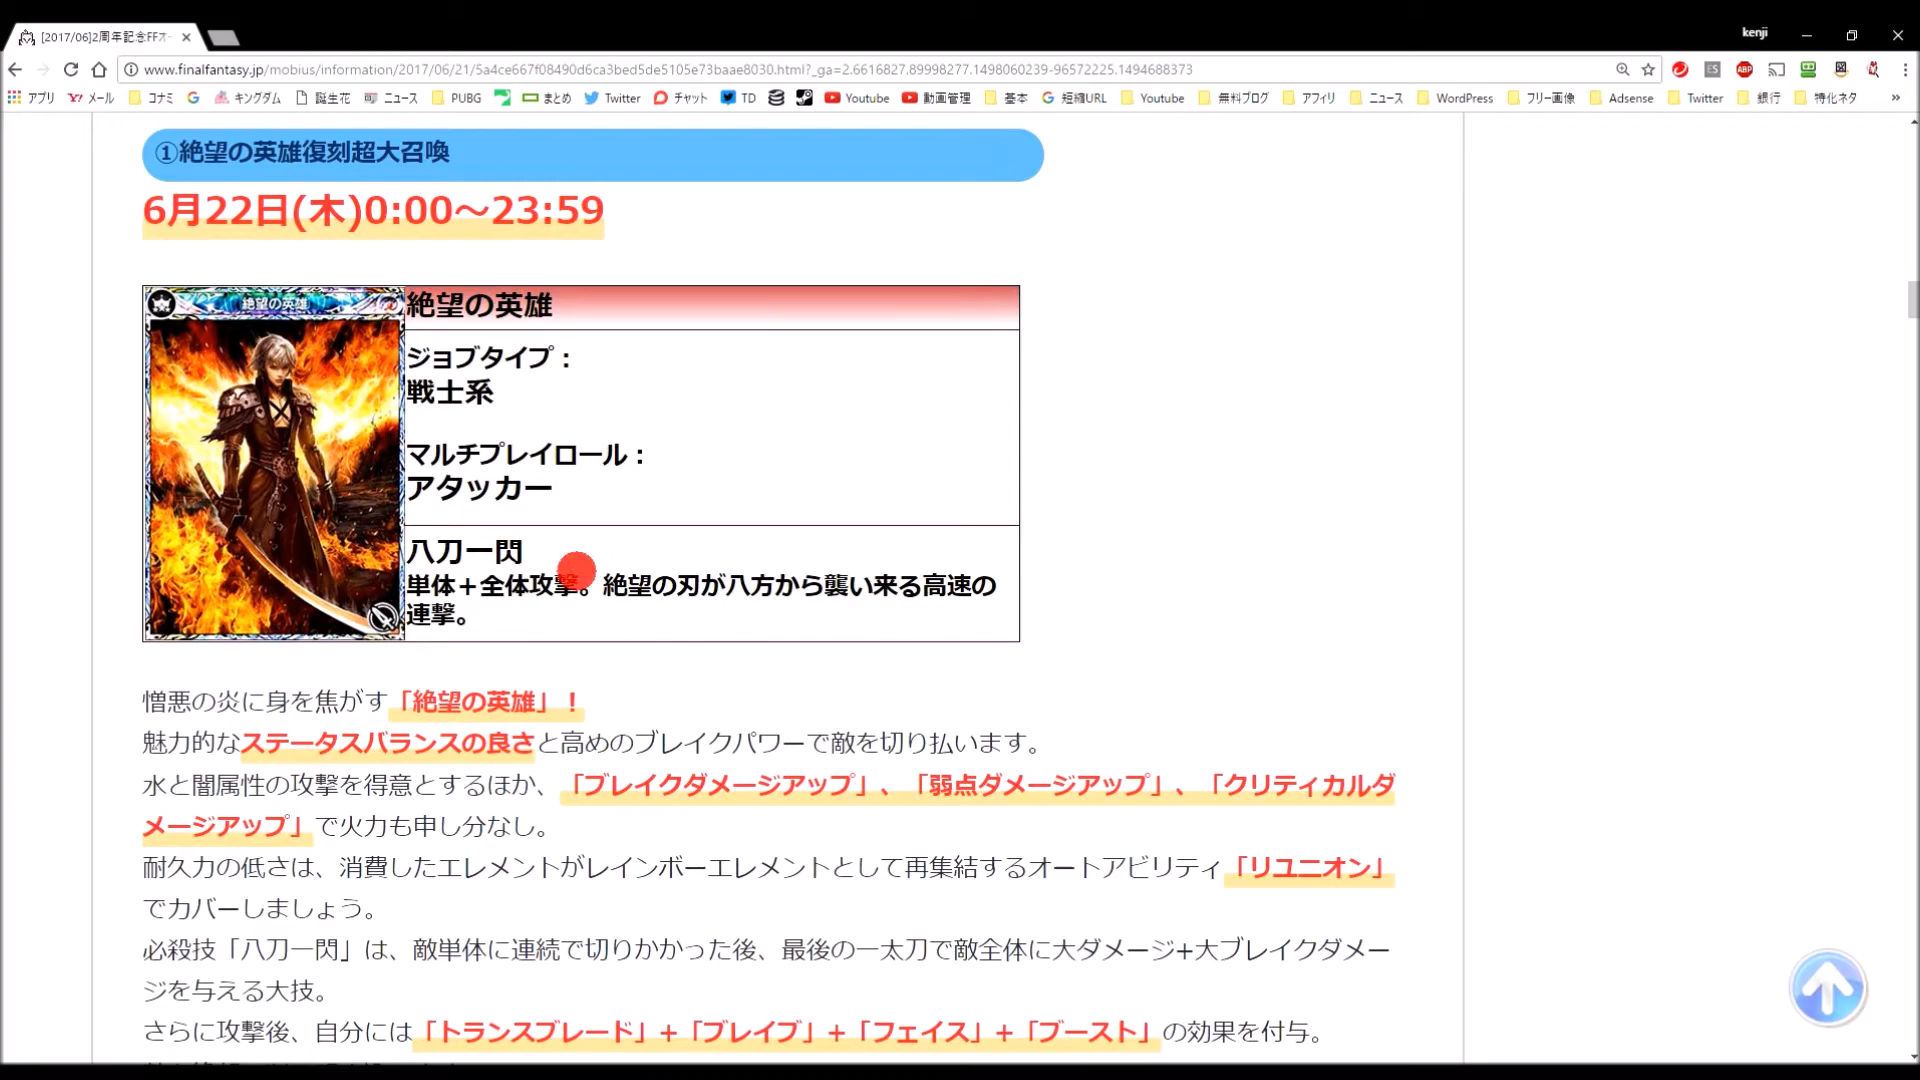 [2017/06]2周年記念FFオー
kenji
www.finalfantasy.jp/mobius/information/2017/06/21/5a4ce667f08490d6ca3bed5de5105e73baae8030.html?_ga=2.6616827.89998277.1498060239-96572225.1494688373
アプリ メール コナミ キングダム 誕生花 ニュース PUBG まとめ Twitter チャット TD Youtube 動画管理 基本 短縮URL Youtube 無料ブログ アフィリ ニュース WordPress フリー画像 Adsense Twitter 銀行 特化ネタ »
①絶望の英雄復刻超大召喚
6月22日(木)0:00～23:59
絶望の英雄
絶望の英雄
ジョブタイプ：
戦士系
マルチプレイロール：
アタッカー
八刀一閃
単体＋全体攻撃。絶望の刃が八方から襲い来る高速の
連撃。
憎悪の炎に身を焦がす「絶望の英雄」！
魅力的なステータスバランスの良さと高めのブレイクパワーで敵を切り払います。
水と闇属性の攻撃を得意とするほか、「ブレイクダメージアップ」、「弱点ダメージアップ」、「クリティカルダ
メージアップ」で火力も申し分なし。
耐久力の低さは、消費したエレメントがレインボーエレメントとして再集結するオートアビリティ「リユニオン」
でカバーしましょう。
必殺技「八刀一閃」は、敵単体に連続で切りかかった後、最後の一太刀で敵全体に大ダメージ+大ブレイクダメー
ジを与える大技。
さらに攻撃後、自分には「トランスブレード」+「ブレイブ」+「フェイス」+「ブースト」の効果を付与。